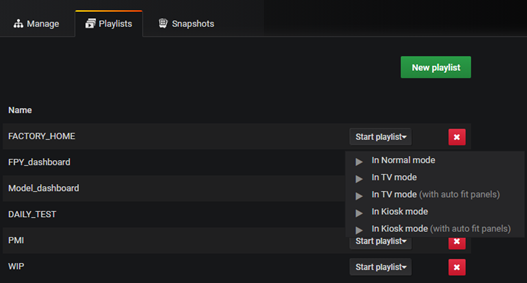 Manage Playlists Snapshots
New playlist
Name
FACTORY_HOME Start playlist
FPY_dashboard
In Normal mode
Model_dashboard
In TV mode
In TV mode (with auto fit panels)
DAILY_TEST
In Kiosk mode
In Kiosk mode (with auto fit panels)
PMI Start playlist
WIP Start playlist